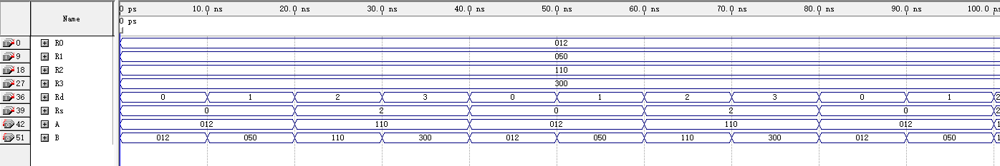 Name
0 ps 10.0 ns 20.0 ns 30.0 ns 40.0 ns 50.0 ns 60.0 ns 70.0 ns 80.0 ns 90.0 ns 100.0 n
0 ps
0 R0 012
9 R1 050
18 R2 110
27 R3 300
36 Rd 0 1 2 3 0 1 2 3 0 1 2
39 Rs 0 2 0 2 0 2
42 A 012 110 012 110 012 1
51 B 012 050 110 300 012 050 110 300 012 050 1